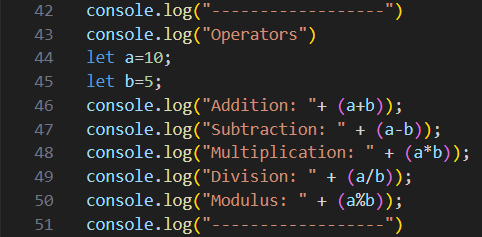 42 console.log("------------------")
43 console.log("Operators")
44 let a=10;
45 let b=5;
46 console.log("Addition: "+ (a+b));
47 console.log("Subtraction: " + (a-b));
48 console.log("Multiplication: " + (a*b));
49 console.log("Division: " + (a/b));
50 console.log("Modulus: " + (a%b));
51 console.log("------------------")